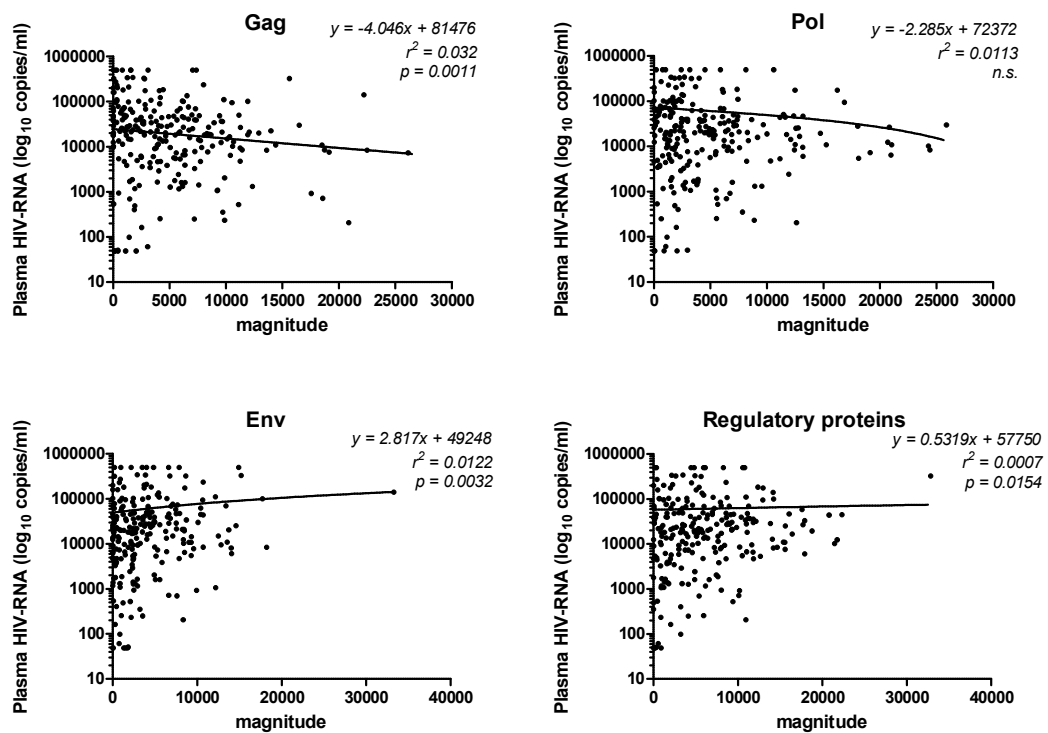 Gag
y = -4.046x + 81476
r² = 0.032
p = 0.0011
Plasma HIV-RNA (log₁₀ copies/ml)
1000000
100000
10000
1000
100
10
0 5000 10000 15000 20000 25000 30000
magnitude
Pol
y = -2.285x + 72372
r² = 0.0113
n.s.
Plasma HIV-RNA (log₁₀ copies/ml)
1000000
100000
10000
1000
100
10
0 5000 10000 15000 20000 25000 30000
magnitude
Env
y = 2.817x + 49248
r² = 0.0122
p = 0.0032
Plasma HIV-RNA (log₁₀ copies/ml)
1000000
100000
10000
1000
100
10
0 10000 20000 30000 40000
magnitude
Regulatory proteins
y = 0.5319x + 57750
r² = 0.0007
p = 0.0154
Plasma HIV-RNA (log₁₀ copies/ml)
1000000
100000
10000
1000
100
10
0 10000 20000 30000 40000
magnitude